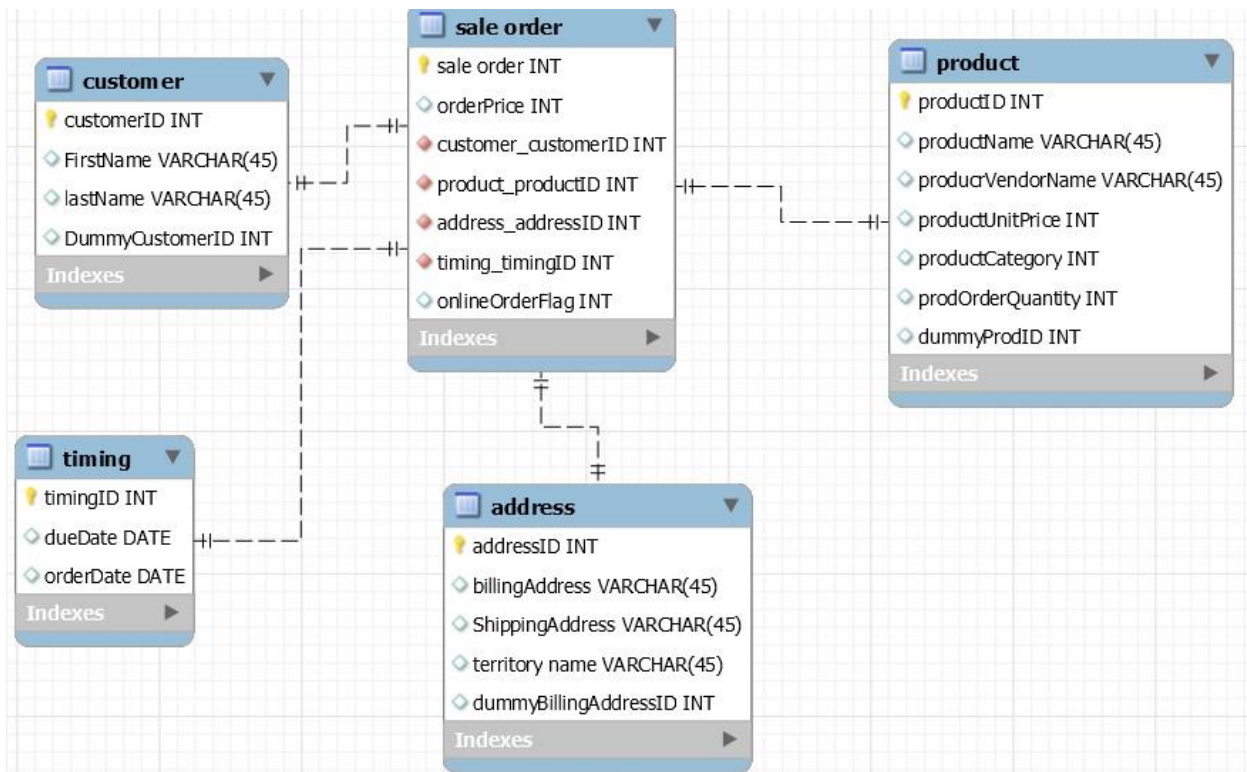 customer
customerID INT
FirstName VARCHAR(45)
lastName VARCHAR(45)
DummyCustomerID INT
Indexes
sale order
sale order INT
orderPrice INT
customer_customerID INT
product_productID INT
address_addressID INT
timing_timingID INT
onlineOrderFlag INT
Indexes
product
productID INT
productName VARCHAR(45)
producrVendorName VARCHAR(45)
productUnitPrice INT
productCategory INT
prodOrderQuantity INT
dummyProdID INT
Indexes
timing
timingID INT
dueDate DATE
orderDate DATE
Indexes
address
addressID INT
billingAddress VARCHAR(45)
ShippingAddress VARCHAR(45)
territory name VARCHAR(45)
dummyBillingAddressID INT
Indexes